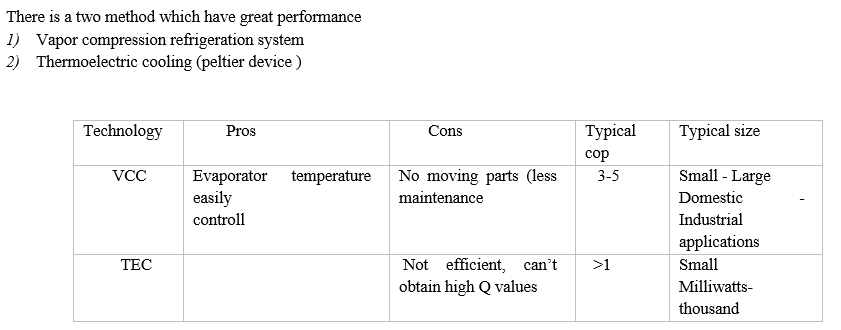 There is a two method which have great performance
1) Vapor compression refrigeration system
2) Thermoelectric cooling (peltier device )
Technology Pros Cons Typical cop Typical size
VCC
Evaporator temperature
easily
controll
No moving parts (less
maintenance
3-5
Small - Large
Domestic -
Industrial
applications
TEC
Not efficient, can’t
obtain high Q values
>1
Small
Milliwatts-
thousand